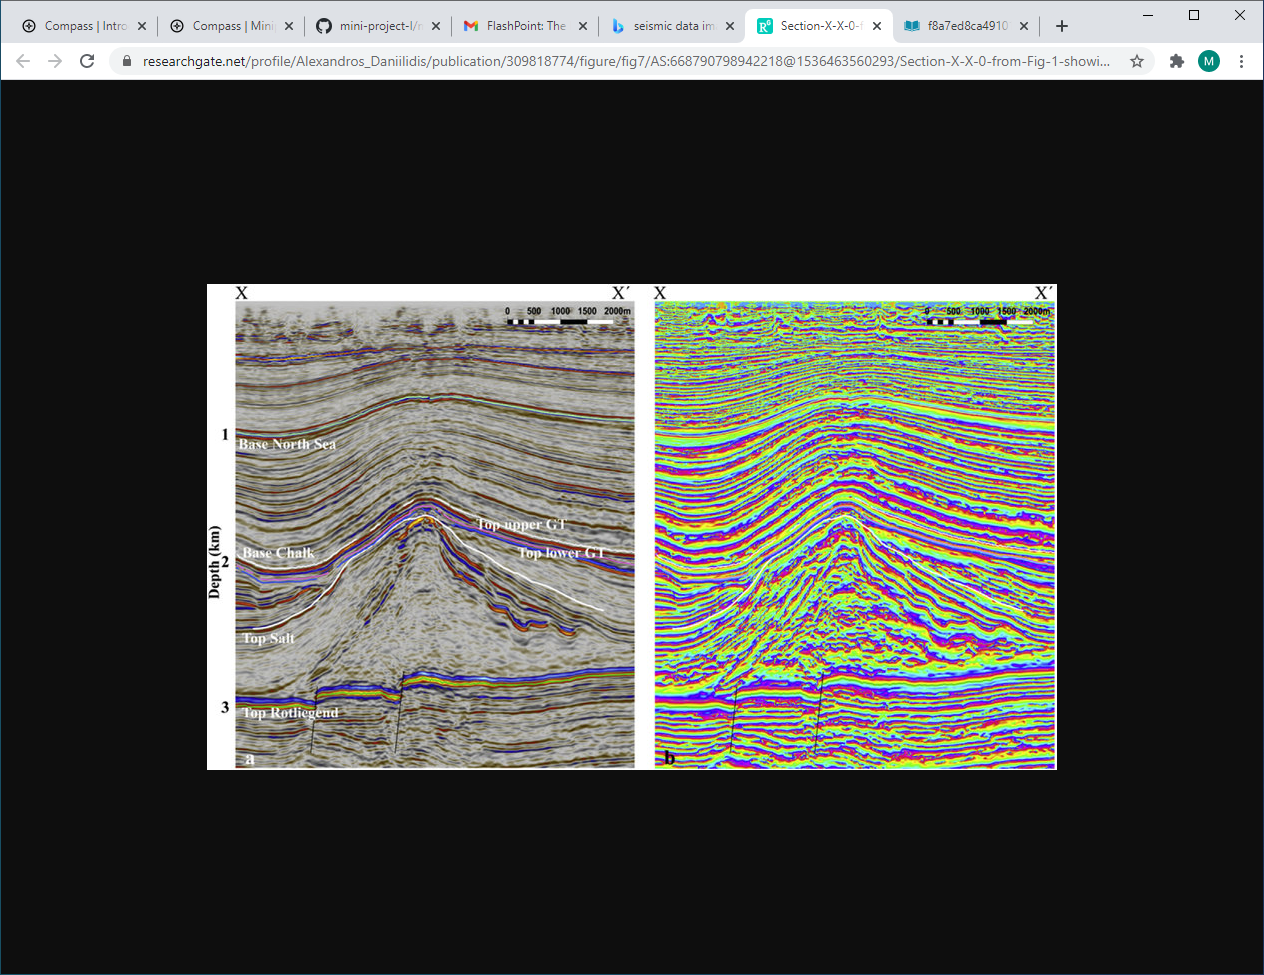 Compass | Intro
Compass | Mini
mini-project-I/n
FlashPoint: The
seismic data im
Section-X-X-0-f
f8a7ed8ca4910
researchgate.net/profile/Alexandros_Daniilidis/publication/309818774/figure/fig7/AS:668790798942218@1536463560293/Section-X-X-0-from-Fig-1-showi...
M
X X´ X X´
0 500 1000 1500 2000m
0 500 1000 1500 2000m
1
Base North Sea
Top upper GT
Base Chalk
Top lower GT
2
Depth (km)
Top Salt
3
Top Rotliegend
a
b